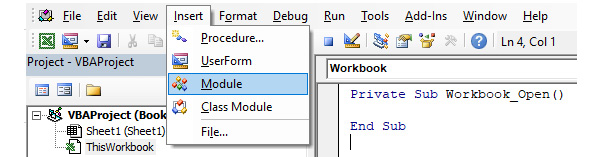 File Edit View Insert Format Debug Run Tools Add-Ins Window Help
Ln 4, Col 1
Procedure...
UserForm
Module
Class Module
File...
Project - VBAProject
VBAProject (Book
Sheet1 (Sheet1)
ThisWorkbook
Workbook
Private Sub Workbook_Open()
End Sub